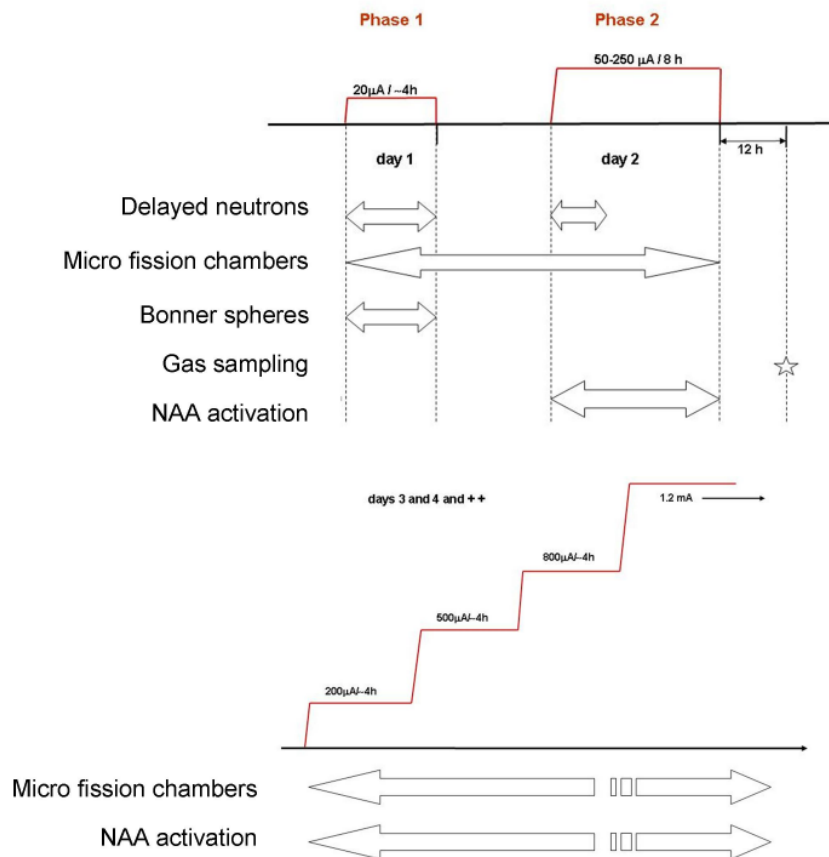 Phase 1
Phase 2
20µA / ~4h
50-250 µA / 8 h
day 1
day 2
12 h
Delayed neutrons
Micro fission chambers
Bonner spheres
Gas sampling
NAA activation
days 3 and 4 and + +
1.2 mA
800µA/~4h
500µA/~4h
200µA/~4h
Micro fission chambers
NAA activation